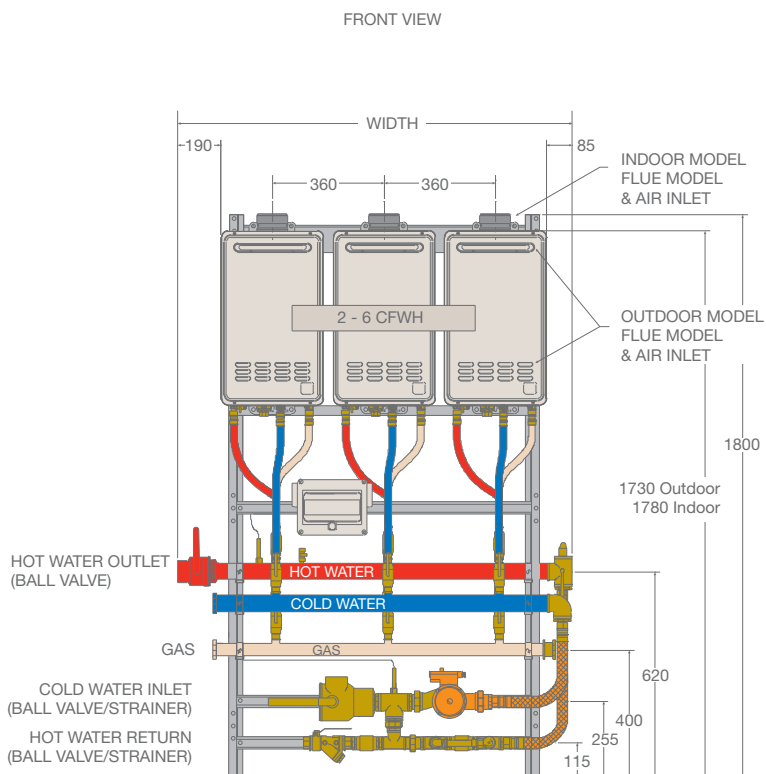 FRONT VIEW
WIDTH
190
85
INDOOR MODEL
FLUE MODEL
& AIR INLET
360
360
2 - 6 CFWH
OUTDOOR MODEL
FLUE MODEL
& AIR INLET
1800
1730 Outdoor
1780 Indoor
HOT WATER OUTLET
(BALL VALVE)
HOT WATER
COLD WATER
GAS
GAS
620
COLD WATER INLET
(BALL VALVE/STRAINER)
400
HOT WATER RETURN
(BALL VALVE/STRAINER)
255
115